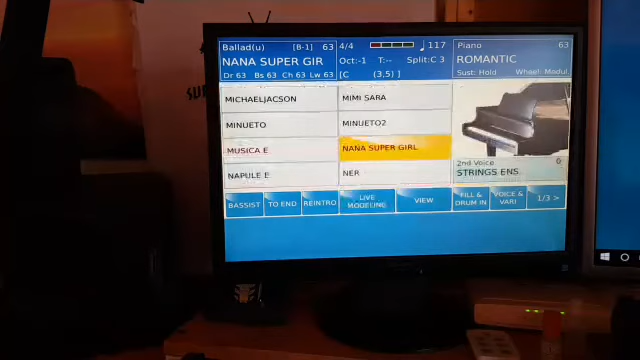 Ballad(u) [B-1] 63 4/4 ♩ 117 Piano 63
NANA SUPER GIR Oct:-1 T:-- Split:C 3 ROMANTIC
Dr 63 Bs 63 Ch 63 Lw 63 [C (3,5) ] Sust: Hold Wheel: Modul
MICHAELJACSON MIMI SARA
MINUETO MINUETO2
MUSICA E NANA SUPER GIRL
NAPULE E NER
2nd Voice 0
STRINGS ENS.
BASSIST TO END REINTRO LIVE MODELING VIEW FILL & DRUM IN VOICE & VARI 1/3 >